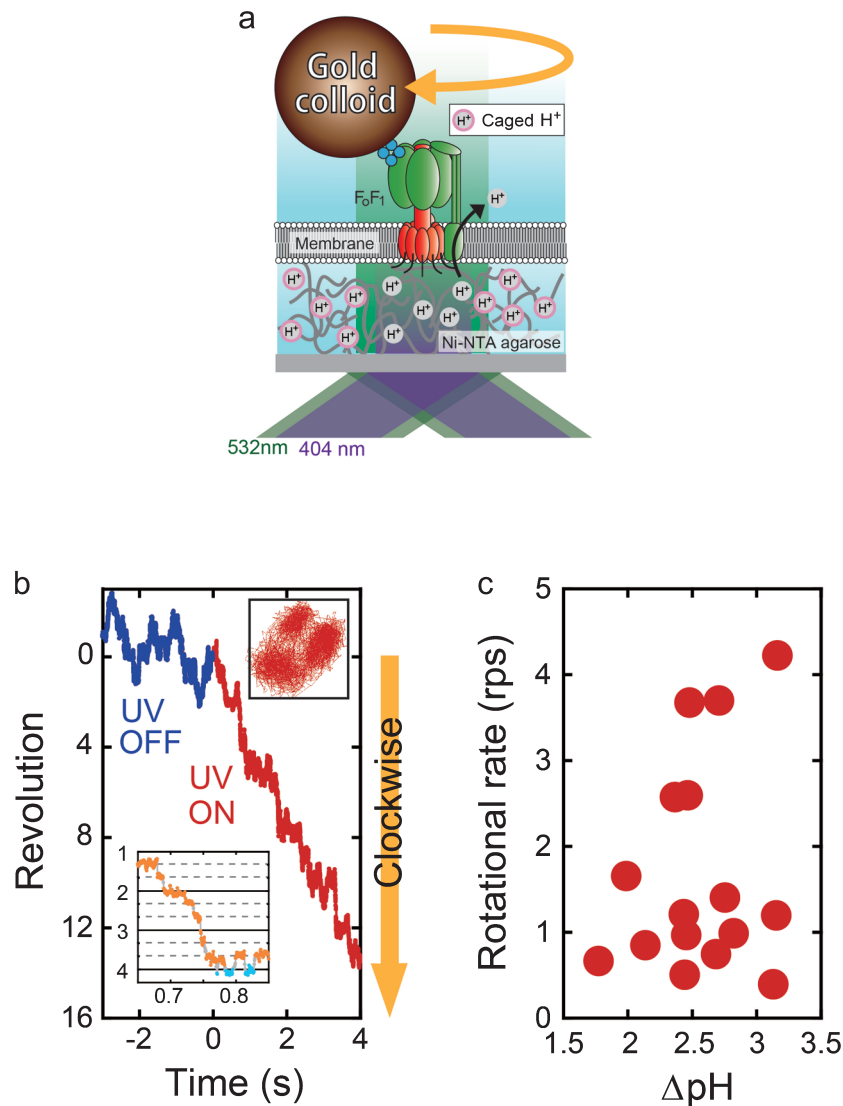 a
Gold
colloid
H⁺ Caged H⁺
FₒF₁
H⁺
Membrane
H⁺ H⁺ H⁺ H⁺ H⁺
H⁺ H⁺ H⁺ H⁺ H⁺ H⁺
H⁺ H⁺ H⁺ H⁺ H⁺
Ni-NTA agarose
532nm 404 nm
b
Revolution
0
4
8
12
16
-2 0 2 4
Time (s)
UV
OFF
UV
ON
1
2
3
4
0.7 0.8
Clockwise
c
Rotational rate (rps)
5
4
3
2
1
0
1.5 2 2.5 3 3.5
ΔpH